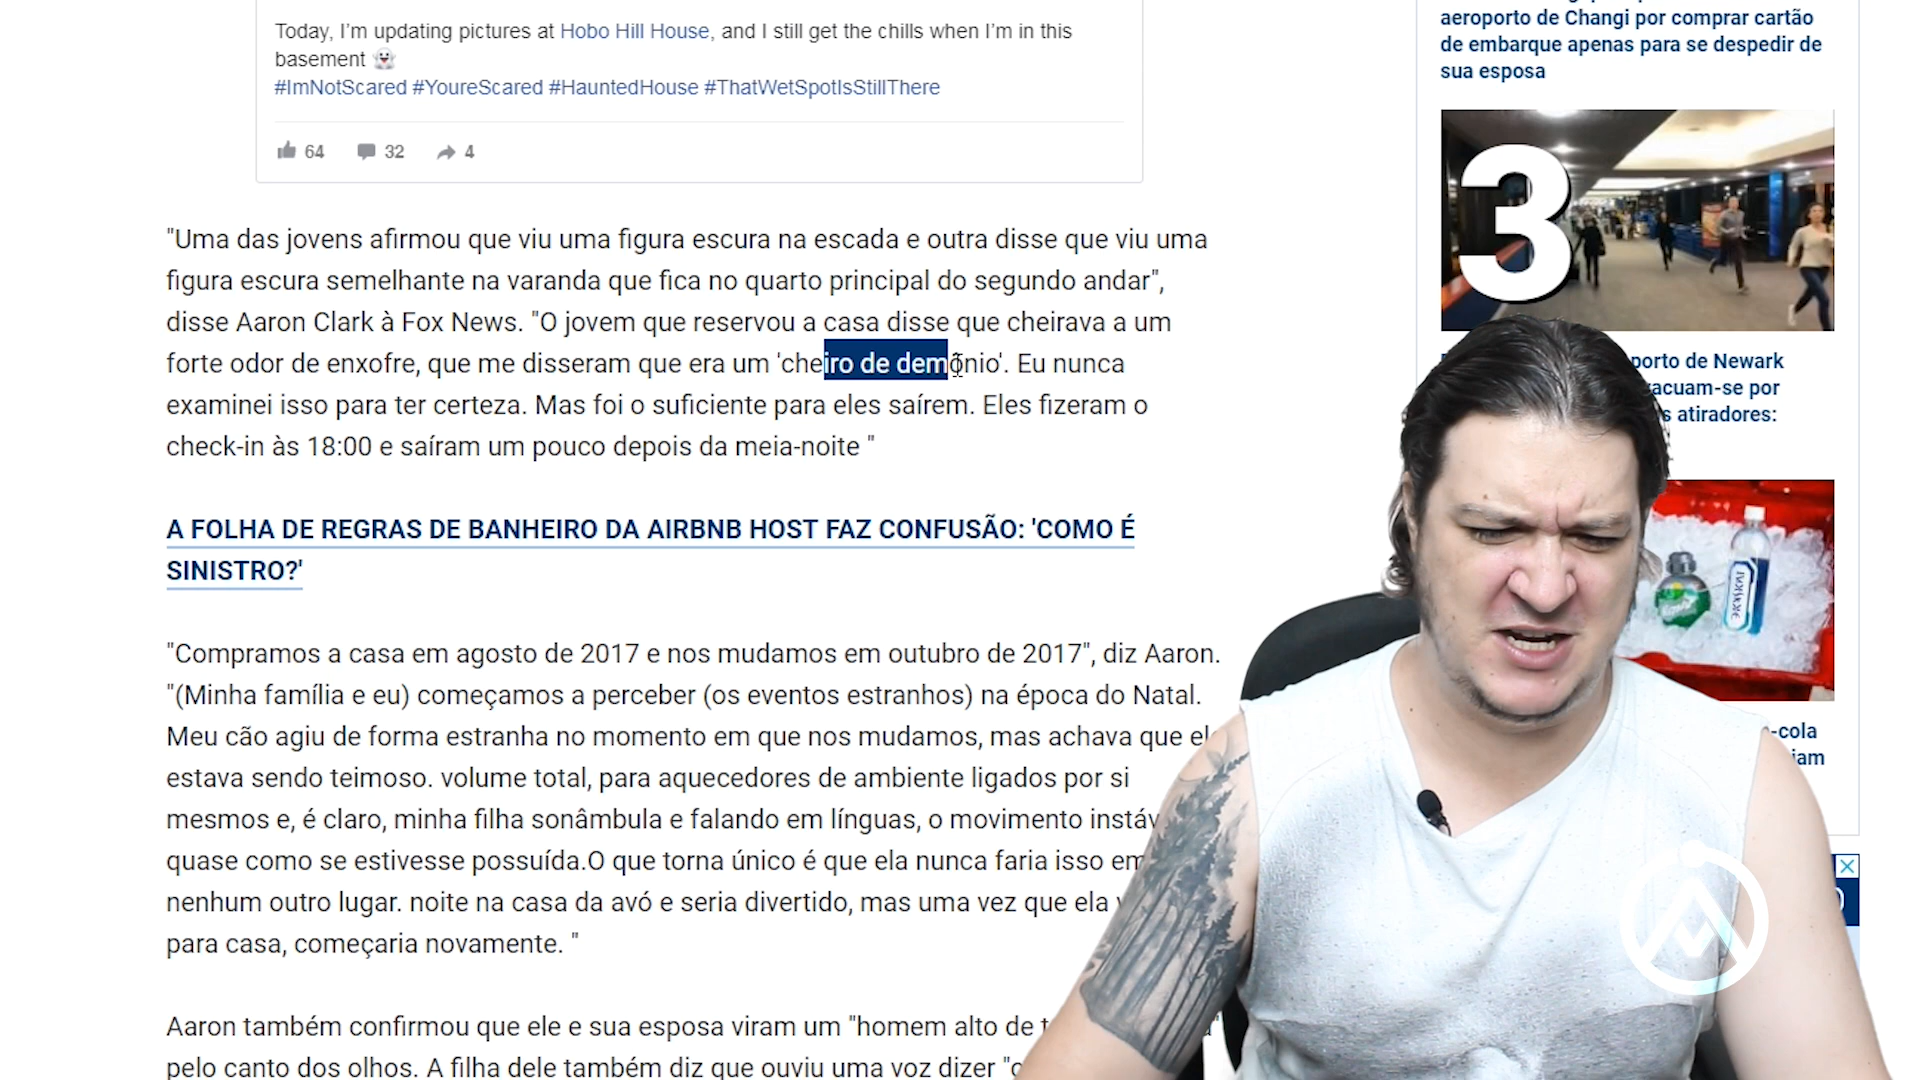 Today, I'm updating pictures at Hobo Hill House, and I still get the chills when I'm in this
basement 👻
#ImNotScared #YoureScared #HauntedHouse #ThatWetSpotIsStillThere
64 32 4
"Uma das jovens afirmou que viu uma figura escura na escada e outra disse que viu uma
figura escura semelhante na varanda que fica no quarto principal do segundo andar",
disse Aaron Clark à Fox News. "O jovem que reservou a casa disse que cheirava a um
forte odor de enxofre, que me disseram que era um 'cheiro de demônio'. Eu nunca
examinei isso para ter certeza. Mas foi o suficiente para eles saírem. Eles fizeram o
check-in às 18:00 e saíram um pouco depois da meia-noite "
A FOLHA DE REGRAS DE BANHEIRO DA AIRBNB HOST FAZ CONFUSÃO: 'COMO É
SINISTRO?'
"Compramos a casa em agosto de 2017 e nos mudamos em outubro de 2017", diz Aaron.
"(Minha família e eu) começamos a perceber (os eventos estranhos) na época do Natal.
Meu cão agiu de forma estranha no momento em que nos mudamos, mas achava que el
estava sendo teimoso. volume total, para aquecedores de ambiente ligados por si
mesmos e, é claro, minha filha sonâmbula e falando em línguas, o movimento instáv
quase como se estivesse possuída.O que torna único é que ela nunca faria isso em
nenhum outro lugar. noite na casa da avó e seria divertido, mas uma vez que ela
para casa, começaria novamente. "
Aaron também confirmou que ele e sua esposa viram um "homem alto de
pelo canto dos olhos. A filha dele também diz que ouviu uma voz dizer
aeroporto de Changi por comprar cartão
de embarque apenas para se despedir de
sua esposa
3
porto de Newark
acuam-se por
s atiradores:
-cola
iam